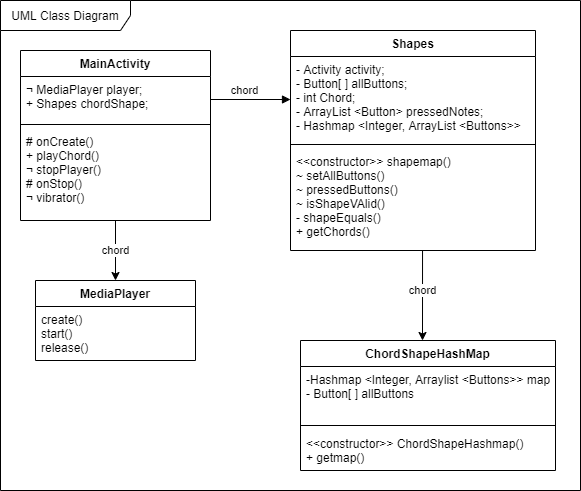 UML Class Diagram
MainActivity
¬ MediaPlayer player;
+ Shapes chordShape;
# onCreate()
+ playChord()
¬ stopPlayer()
# onStop()
¬ vibrator()
chord
Shapes
- Activity activity;
- Button[ ] allButtons;
- int Chord;
- ArrayList <Button> pressedNotes;
- Hashmap <Integer, ArrayList <Buttons>>
<<constructor>> shapemap()
~ setAllButtons()
~ pressedButtons()
~ isShapeVAlid()
- shapeEquals()
+ getChords()
chord
MediaPlayer
create()
start()
release()
chord
ChordShapeHashMap
-Hashmap <Integer, Arraylist <Buttons>> map
- Button[ ] allButtons
<<constructor>> ChordShapeHashmap()
+ getmap()